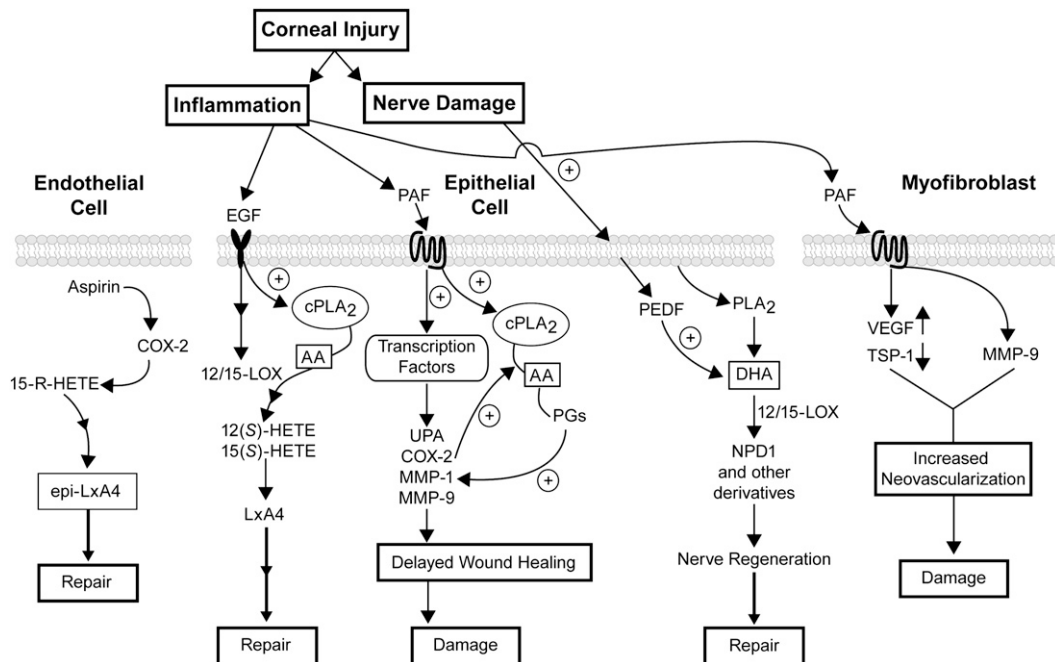 Corneal Injury
Inflammation
Nerve Damage
Endothelial
Cell
Aspirin
COX-2
15-R-HETE
epi-LxA4
Repair
EGF
+
cPLA2
AA
12/15-LOX
12(S)-HETE
15(S)-HETE
LxA4
Repair
Epithelial
Cell
PAF
+
+
Transcription
Factors
cPLA2
AA
PGs
+
+
UPA
COX-2
MMP-1
MMP-9
Delayed Wound Healing
Damage
+
PEDF
+
PLA2
DHA
12/15-LOX
NPD1
and other
derivatives
Nerve Regeneration
Repair
Myofibroblast
PAF
VEGF
TSP-1
MMP-9
Increased
Neovascularization
Damage